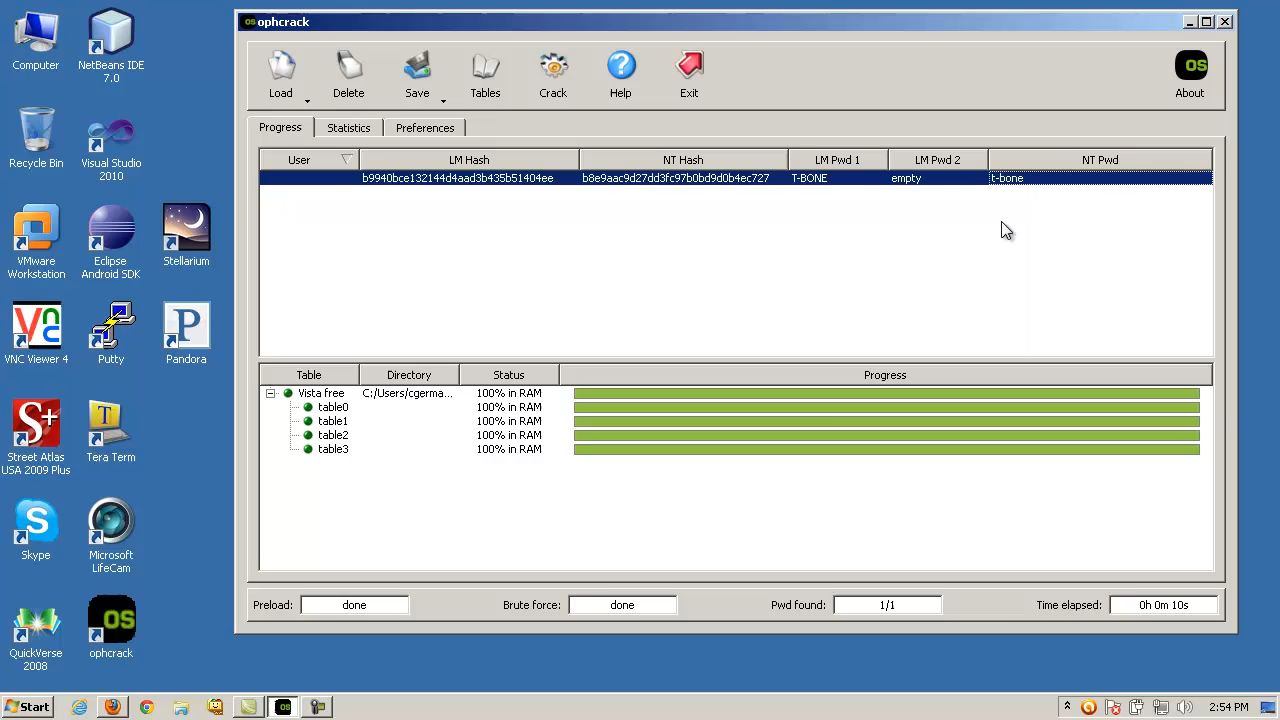 OS ophcrack
Load
Delete
Save
Tables
Crack
Help
Exit
OS
About
Progress
Statistics
Preferences
User
LM Hash
NT Hash
LM Pwd 1
LM Pwd 2
NT Pwd
b9940bce132144d4aad3b435b51404ee
b8e9aac9d27dd3fc97b0bd9d0b4ec727
T-BONE
empty
t-bone
Table
Directory
Status
Progress
Vista free
C:/Users/cgerma...
100% in RAM
table0
100% in RAM
table1
100% in RAM
table2
100% in RAM
table3
100% in RAM
Preload:
done
Brute force:
done
Pwd found:
1/1
Time elapsed:
0h 0m 10s
Computer
NetBeans IDE
7.0
Recycle Bin
Visual Studio
2010
VMware
Workstation
Eclipse
Android SDK
Stellarium
VNC
VNC Viewer 4
Putty
P
Pandora
S+
Street Atlas
USA 2009 Plus
T
Tera Term
S
Skype
Microsoft
LifeCam
QuickVerse
2008
OS
ophcrack
Start
OS
2:54 PM